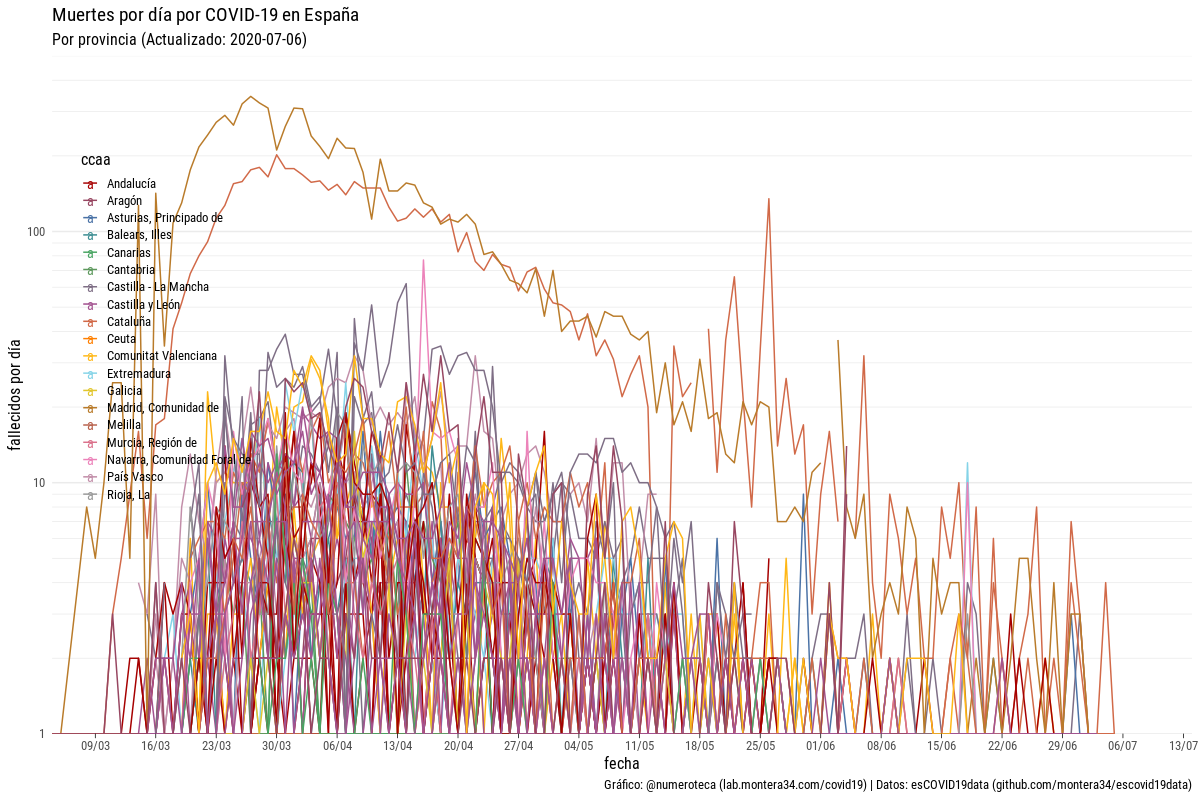 Muertes por día por COVID-19 en España
Por provincia (Actualizado: 2020-07-06)
fallecidos por día
100
10
1
ccaa
Andalucía
Aragón
Asturias, Principado de
Balears, Illes
Canarias
Cantabria
Castilla - La Mancha
Castilla y León
Cataluña
Ceuta
Comunitat Valenciana
Extremadura
Galicia
Madrid, Comunidad de
Melilla
Murcia, Región de
Navarra, Comunidad Foral de
País Vasco
Rioja, La
09/03 16/03 23/03 30/03 06/04 13/04 20/04 27/04 04/05 11/05 18/05 25/05 01/06 08/06 15/06 22/06 29/06 06/07 13/07
fecha
Gráfico: @numeroteca (lab.montera34.com/covid19) | Datos: esCOVID19data (github.com/montera34/escovid19data)